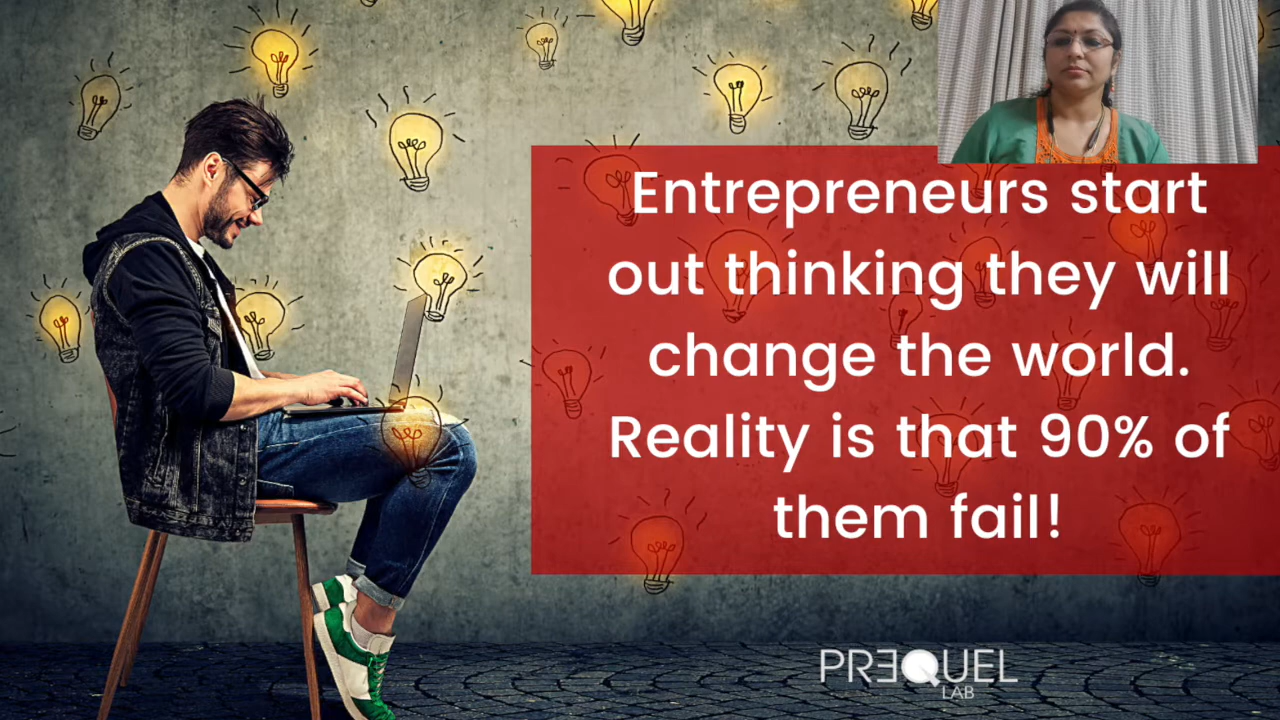 Entrepreneurs start
out thinking they will
change the world.
Reality is that 90% of
them fail!
PREQUEL
LAB